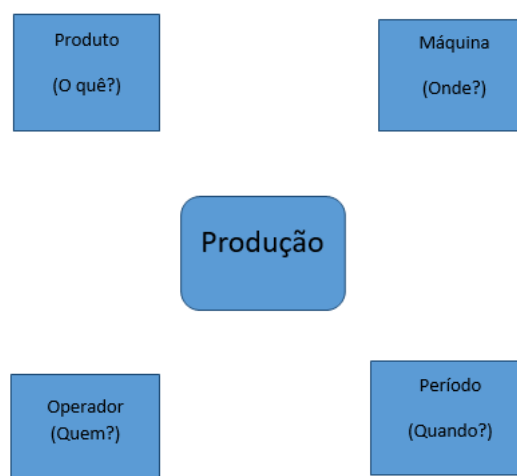 Produto
(O quê?)
Máquina
(Onde?)
Produção
Operador
(Quem?)
Período
(Quando?)